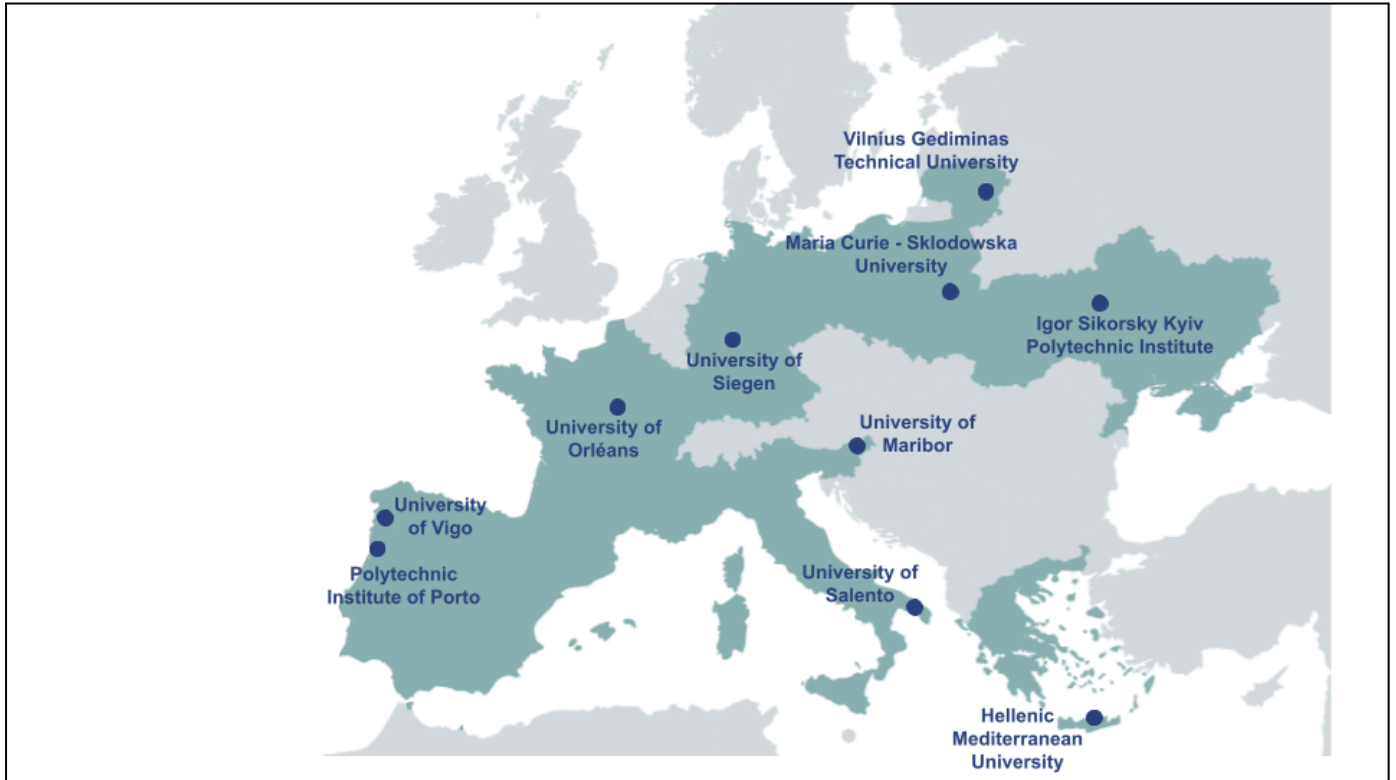 Vilnius Gediminas
Technical University
Maria Curie - Sklodowska
University
Igor Sikorsky Kyiv
Polytechnic Institute
University of
Siegen
University of
Orléans
University of
Maribor
University
of Vigo
Polytechnic
Institute of Porto
University of
Salento
Hellenic
Mediterranean
University